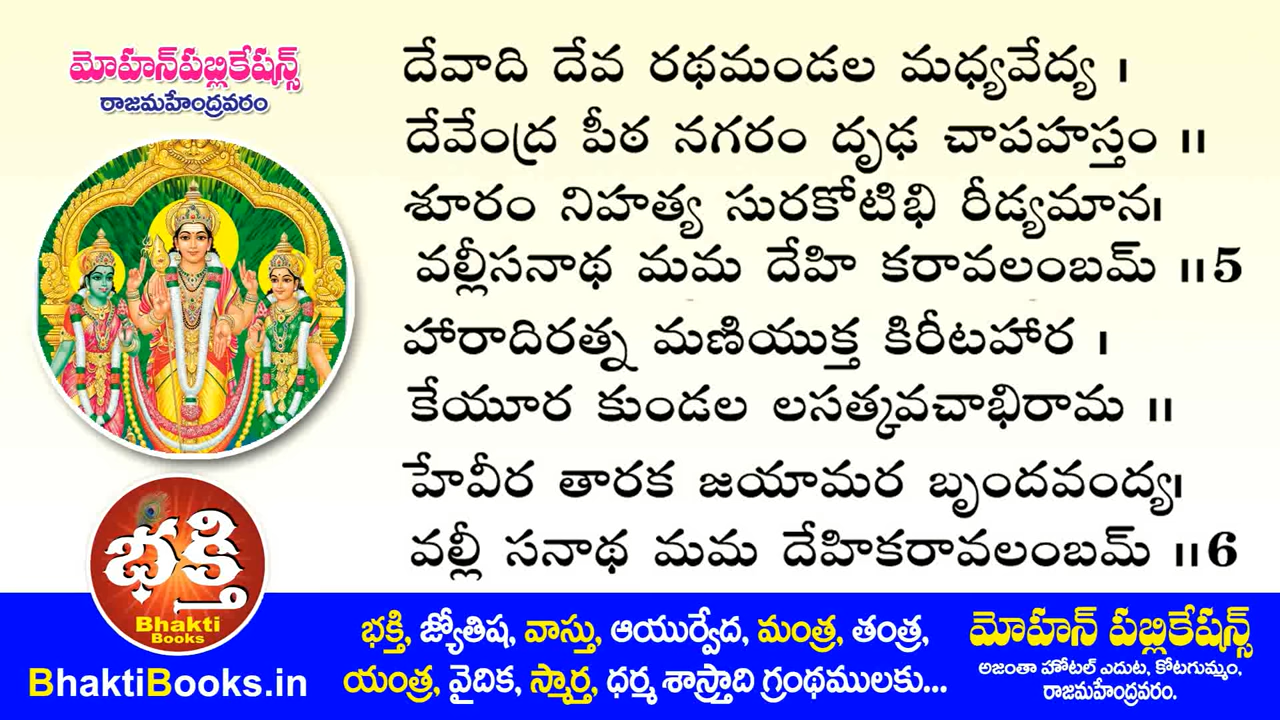 మోహన్‌పబ్లికేషన్స్
రాజమహేంద్రవరం
దేవాది దేవ రథమండల మధ్యవేద్య ।
దేవేంద్ర పీఠ నగరం దృఢ చాపహస్తం ।।
శూరం నిహత్య సురకోటిభి రీడ్యమాన।
వల్లీసనాథ మమ దేహి కరావలంబమ్ ।।5
హారాదిరత్న మణియుక్త కిరీటహార ।
కేయూర కుండల లసత్కవచాభిరామ ।।
హేవీర తారక జయామర బృందవంద్య।
వల్లీ సనాథ మమ దేహికరావలంబమ్ ।।6
భక్తి
Bhakti
Books
BhaktiBooks.in
భక్తి, జ్యోతిష, వాస్తు, ఆయుర్వేద, మంత్ర, తంత్ర,
యంత్ర, వైదిక, స్మార్త, ధర్మ శాస్త్రాది గ్రంథములకు...
మోహన్ పబ్లికేషన్స్
అజంతా హోటల్ ఎదుట, కోటగుమ్మం,
రాజమహేంద్రవరం.